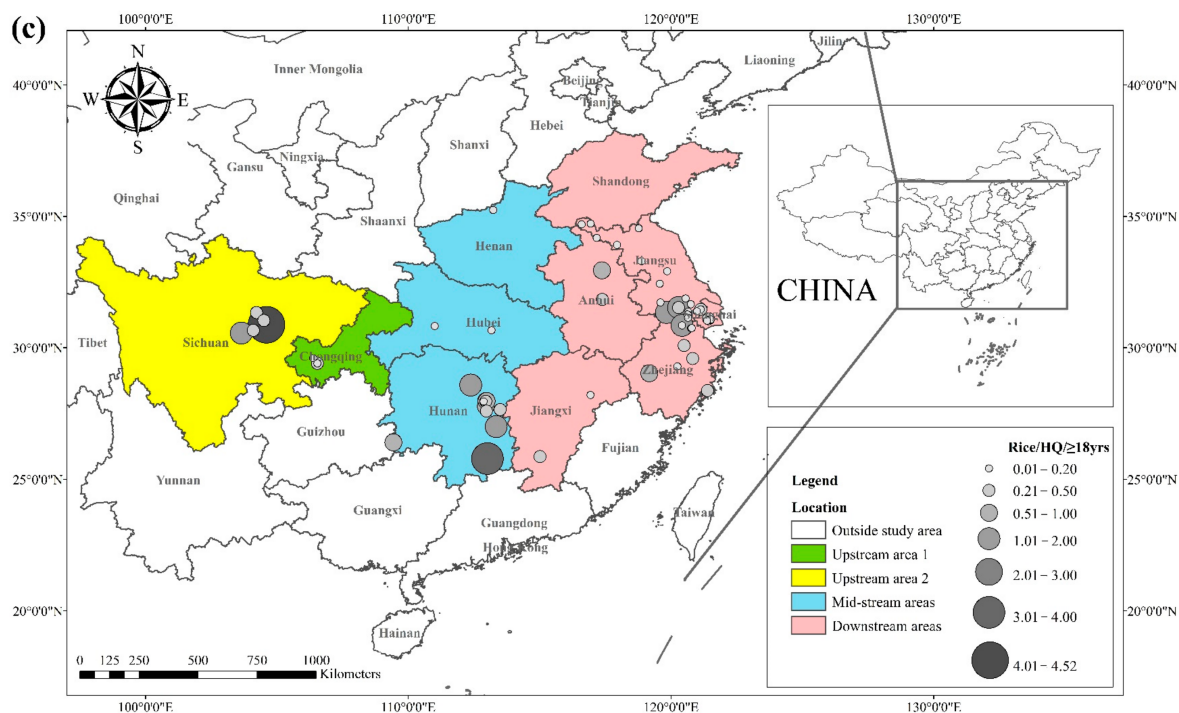 (c)
100°0'0"E 110°0'0"E 120°0'0"E 130°0'0"E
N
W E
S
40°0'0"N
35°0'0"N
30°0'0"N
25°0'0"N
20°0'0"N
Jilin
Liaoning
Inner Mongolia
Beijing
Tianjin
Hebei
Shanxi
Ningxia
Gansu
Qinghai
Shaanxi
Shandong
Henan
Jiangsu
Anhui
Shanghai
Hubei
Tibet
Sichuan
Chongqing
Zhejiang
Hunan
Jiangxi
Guizhou
Fujian
Yunnan
Guangxi
Guangdong
Hong Kong
Taiwan
Hainan
CHINA
40°0'0"N
35°0'0"N
30°0'0"N
25°0'0"N
20°0'0"N
Legend
Location
Outside study area
Upstream area 1
Upstream area 2
Mid-stream areas
Downstream areas
Rice/HQ/≥18yrs
0.01 – 0.20
0.21 – 0.50
0.51 – 1.00
1.01 – 2.00
2.01 – 3.00
3.01 – 4.00
4.01 – 4.52
0 125 250 500 750 1000
Kilometers
100°0'0"E 110°0'0"E 120°0'0"E 130°0'0"E